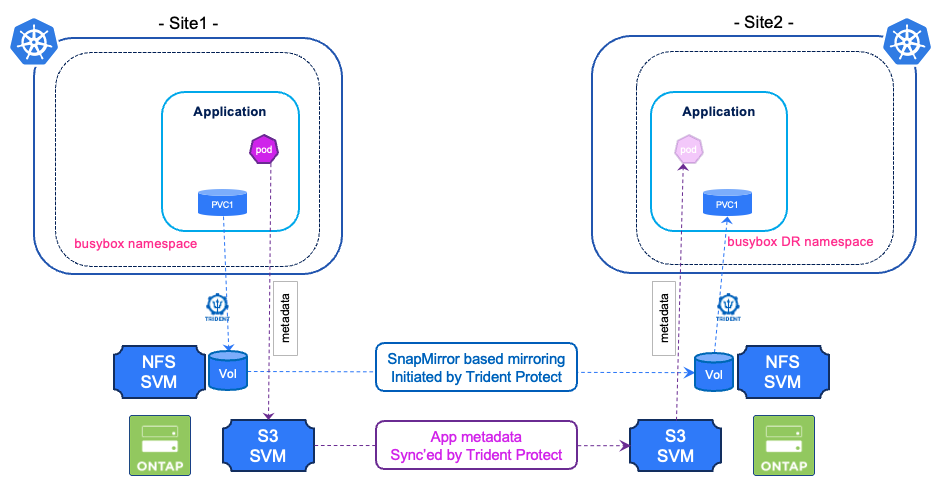 - Site1 -
- Site2 -
Application
Application
pod
pod
PVC1
PVC1
busybox namespace
busybox DR namespace
TRIDENT
metadata
metadata
TRIDENT
NFS
SVM
Vol
SnapMirror based mirroring
Initiated by Trident Protect
Vol
NFS
SVM
ONTAP
S3
SVM
App metadata
Sync’ed by Trident Protect
S3
SVM
ONTAP